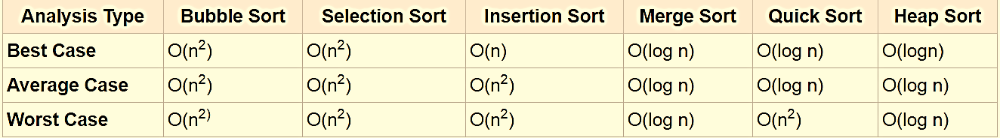 Analysis Type Bubble Sort Selection Sort Insertion Sort Merge Sort Quick Sort Heap Sort
Best Case O(n²) O(n²) O(n) O(log n) O(log n) O(logn)
Average Case O(n²) O(n²) O(n²) O(log n) O(log n) O(log n)
Worst Case O(n²⁾ O(n²) O(n²) O(log n) O(n²) O(log n)